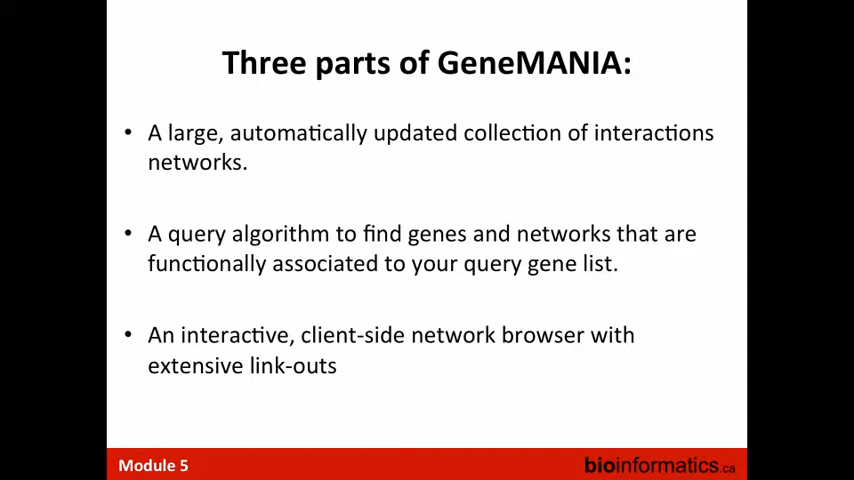 Three parts of GeneMANIA:
• A large, automatically updated collection of interactions
networks.
• A query algorithm to find genes and networks that are
functionally associated to your query gene list.
• An interactive, client-side network browser with
extensive link-outs
Module 5
bioinformatics.ca